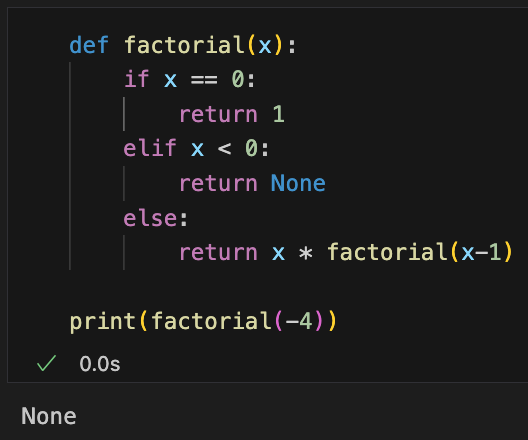 def factorial(x):
    if x == 0:
        return 1
    elif x < 0:
        return None
    else:
        return x * factorial(x-1)

print(factorial(-4))
✓ 0.0s
None